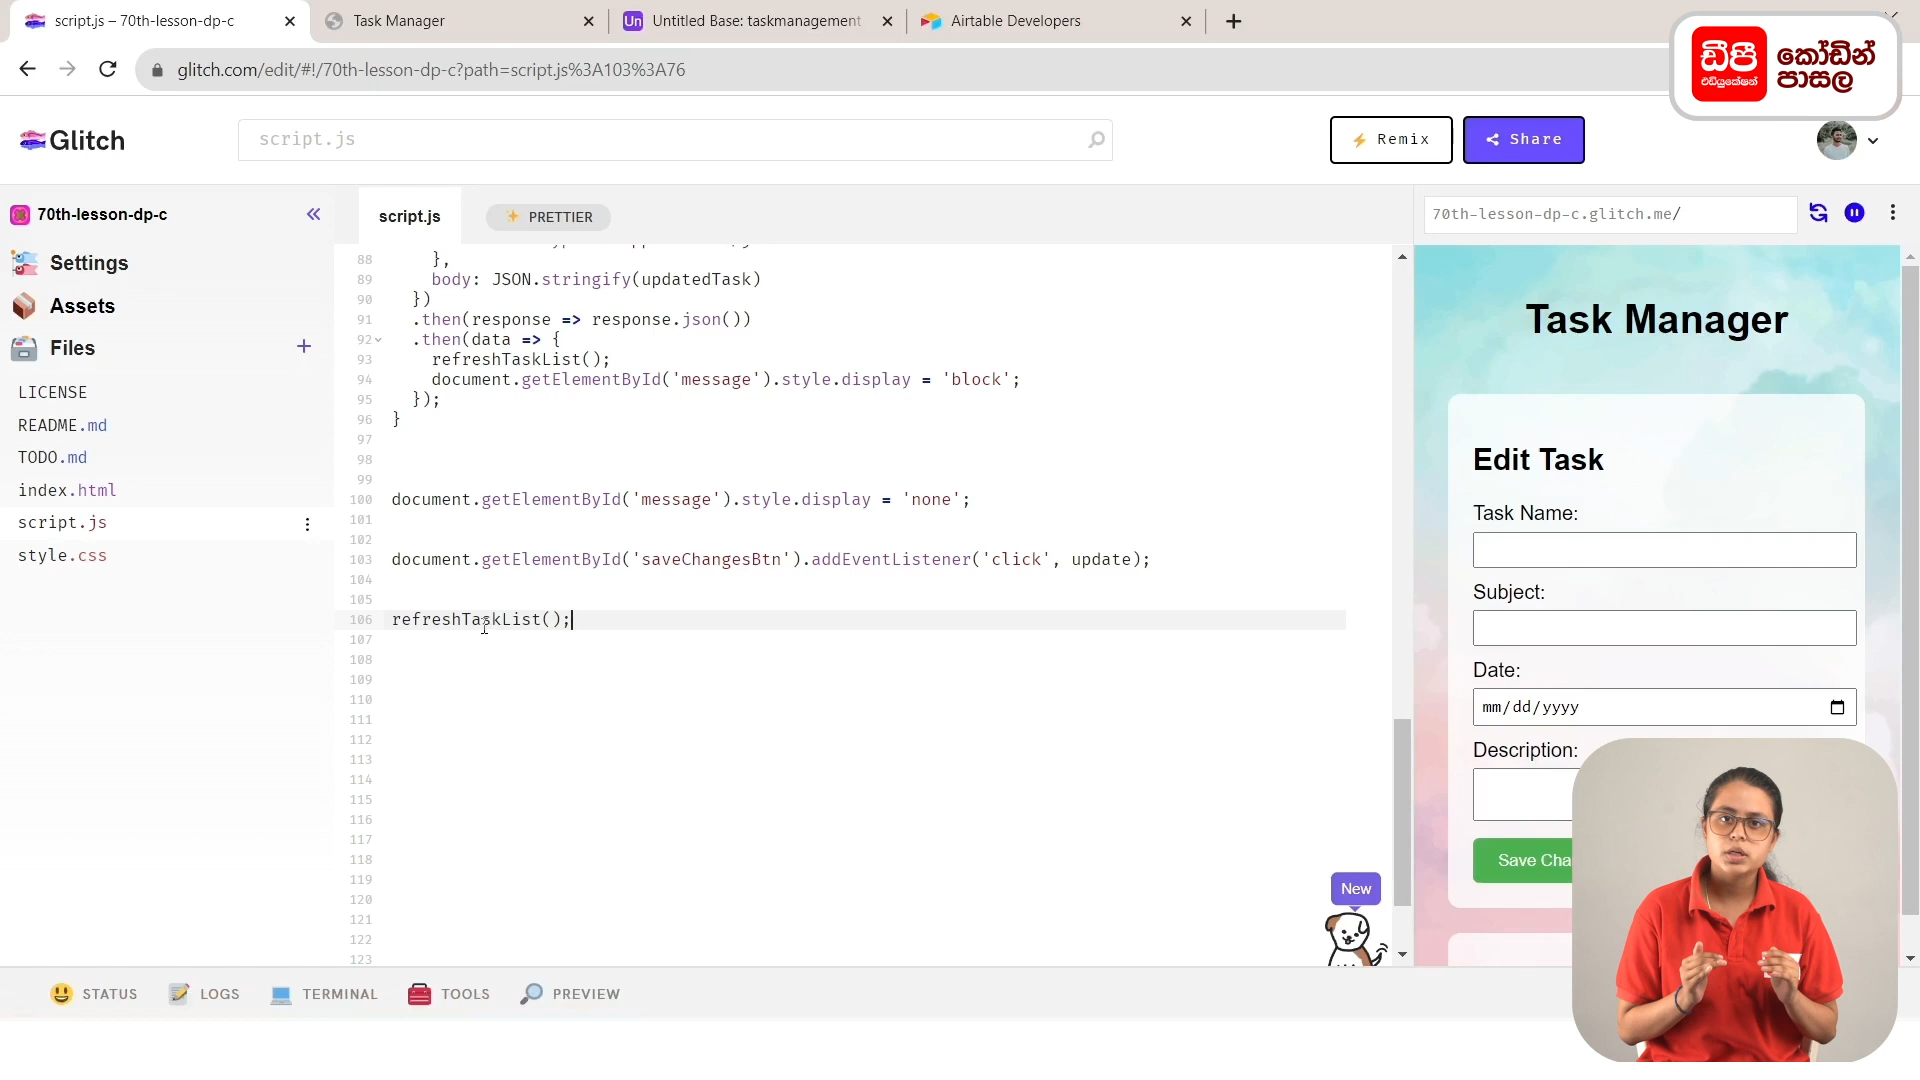 script.js – 70th-lesson-dp-c
Task Manager
Untitled Base: taskmanagement
Airtable Developers
glitch.com/edit/#!/70th-lesson-dp-c?path=script.js%3A103%3A76
ඩීපී
එඩියුකේෂන්
කෝඩින්
පාසල
Glitch
script.js
Remix
Share
70th-lesson-dp-c
Settings
Assets
Files
LICENSE
README.md
TODO.md
index.html
script.js
style.css
script.js
PRETTIER
88 },
89 body: JSON.stringify(updatedTask)
90 })
91 .then(response => response.json())
92 .then(data => {
93 refreshTaskList();
94 document.getElementById('message').style.display = 'block';
95 });
96 }
97
98
99
100 document.getElementById('message').style.display = 'none';
101
102
103 document.getElementById('saveChangesBtn').addEventListener('click', update);
104
105
106 refreshTaskList();
107
108
109
110
111
112
113
114
115
116
117
118
119
120
121
122
123
New
70th-lesson-dp-c.glitch.me/
Task Manager
Edit Task
Task Name:
Subject:
Date:
mm/dd/yyyy
Description:
Save Cha
STATUS
LOGS
TERMINAL
TOOLS
PREVIEW